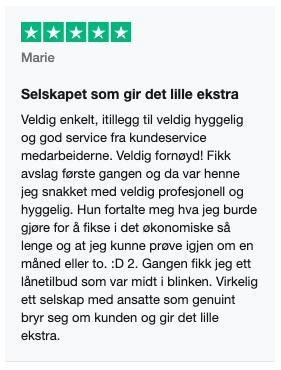 Marie
Selskapet som gir det lille ekstra
Veldig enkelt, itillegg til veldig hyggelig
og god service fra kundeservice
medarbeiderne. Veldig fornøyd! Fikk
avslag første gangen og da var henne
jeg snakket med veldig profesjonell og
hyggelig. Hun fortalte meg hva jeg burde
gjøre for å fikse i det økonomiske så
lenge og at jeg kunne prøve igjen om en
måned eller to. :D 2. Gangen fikk jeg ett
lånetilbud som var midt i blinken. Virkelig
ett selskap med ansatte som genuint
bryr seg om kunden og gir det lille
ekstra.